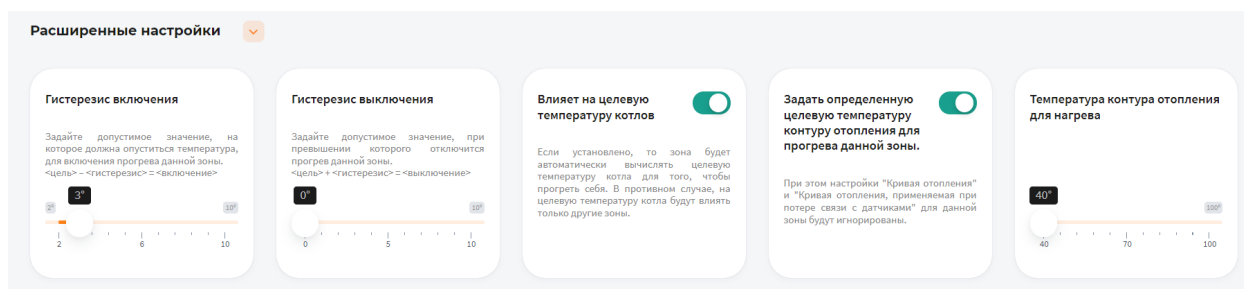 Расширенные настройки
Гистерезис включения
Задайте допустимое значение, на
которое должна опуститься температура,
для включения прогрева данной зоны.
<цель> – <гистерезис> = <включение>
3°
2°
10°
2
6
10
Гистерезис выключения
Задайте допустимое значение, при
превышении которого отключится
прогрев данной зоны.
<цель> + <гистерезис> = <выключение>
0°
10°
0
5
10
Влияет на целевую
температуру котлов
Если установлено, то зона будет
автоматически вычислять целевую
температуру котла для того, чтобы
прогреть себя. В противном случае, на
целевую температуру котла будут влиять
только другие зоны.
Задать определенную
целевую температуру
контуру отопления для
прогрева данной зоны.
При этом настройки "Кривая отопления"
и "Кривая отопления, применяемая при
потере связи с датчиками" для данной
зоны будут игнорированы.
Температура контура отопления
для нагрева
40°
100°
40
70
100